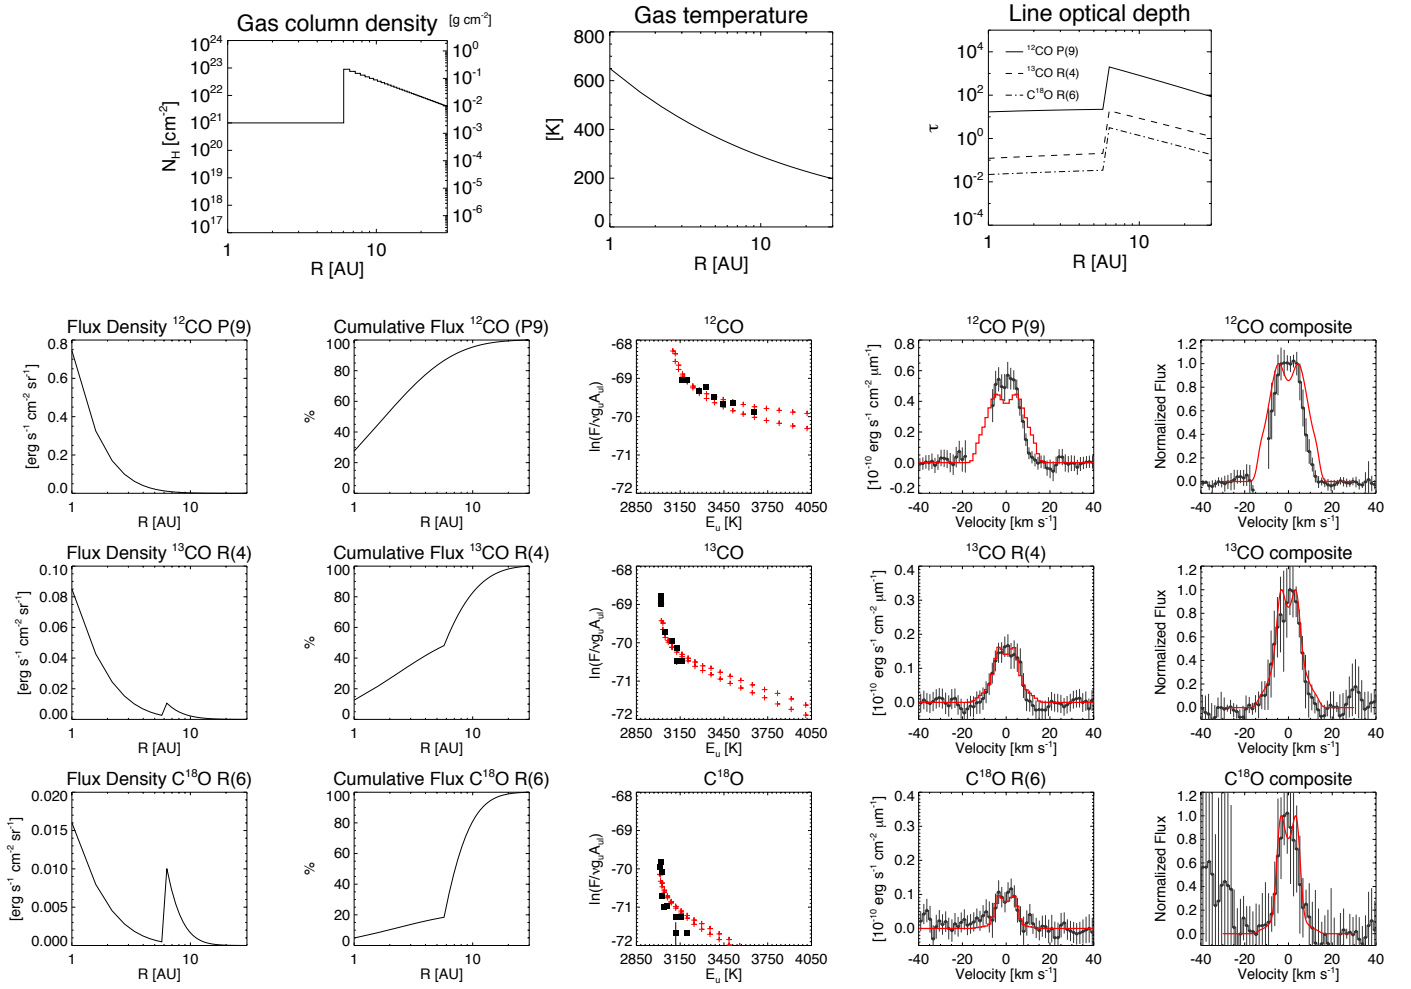 Gas column density [g cm⁻²]
10²⁴
10²³
10²²
10²¹
10²⁰
10¹⁹
10¹⁸
10¹⁷
N_H [cm⁻²]
10⁰
10⁻¹
10⁻²
10⁻³
10⁻⁴
10⁻⁵
10⁻⁶
1 10
R [AU]
Gas temperature
800
600
400
200
0
[K]
1 10
R [AU]
Line optical depth
¹²CO P(9)
¹³CO R(4)
C¹⁸O R(6)
10⁴
10²
10⁰
10⁻²
10⁻⁴
τ
1 10
R [AU]
Flux Density ¹²CO P(9)
0.8
0.6
0.4
0.2
0.0
[erg s⁻¹ cm⁻² sr⁻¹]
1 10
R [AU]
Cumulative Flux ¹²CO (P9)
100
80
60
40
20
0
%
1 10
R [AU]
¹²CO
-68
-69
-70
-71
-72
ln(F/νg_uA_ul)
2850 3150 3450 3750 4050
E_u [K]
¹²CO P(9)
0.8
0.6
0.4
0.2
0.0
-0.2
[10⁻¹⁰ erg s⁻¹ cm⁻² μm⁻¹]
-40 -20 0 20 40
Velocity [km s⁻¹]
¹²CO composite
1.2
1.0
0.8
0.6
0.4
0.2
0.0
Normalized Flux
-40 -20 0 20 40
Velocity [km s⁻¹]
Flux Density ¹³CO R(4)
0.10
0.08
0.06
0.04
0.02
0.00
[erg s⁻¹ cm⁻² sr⁻¹]
1 10
R [AU]
Cumulative Flux ¹³CO R(4)
100
80
60
40
20
0
%
1 10
R [AU]
¹³CO
-68
-69
-70
-71
-72
ln(F/νg_uA_ul)
2850 3150 3450 3750 4050
E_u [K]
¹³CO R(4)
0.4
0.3
0.2
0.1
0.0
[10⁻¹⁰ erg s⁻¹ cm⁻² μm⁻¹]
-40 -20 0 20 40
Velocity [km s⁻¹]
¹³CO composite
1.2
1.0
0.8
0.6
0.4
0.2
0.0
Normalized Flux
-40 -20 0 20 40
Velocity [km s⁻¹]
Flux Density C¹⁸O R(6)
0.020
0.015
0.010
0.005
0.000
[erg s⁻¹ cm⁻² sr⁻¹]
1 10
R [AU]
Cumulative Flux C¹⁸O R(6)
100
80
60
40
20
0
%
1 10
R [AU]
C¹⁸O
-68
-69
-70
-71
-72
ln(F/νg_uA_ul)
2850 3150 3450 3750 4050
E_u [K]
C¹⁸O R(6)
0.4
0.3
0.2
0.1
0.0
[10⁻¹⁰ erg s⁻¹ cm⁻² μm⁻¹]
-40 -20 0 20 40
Velocity [km s⁻¹]
C¹⁸O composite
1.2
1.0
0.8
0.6
0.4
0.2
0.0
Normalized Flux
-40 -20 0 20 40
Velocity [km s⁻¹]